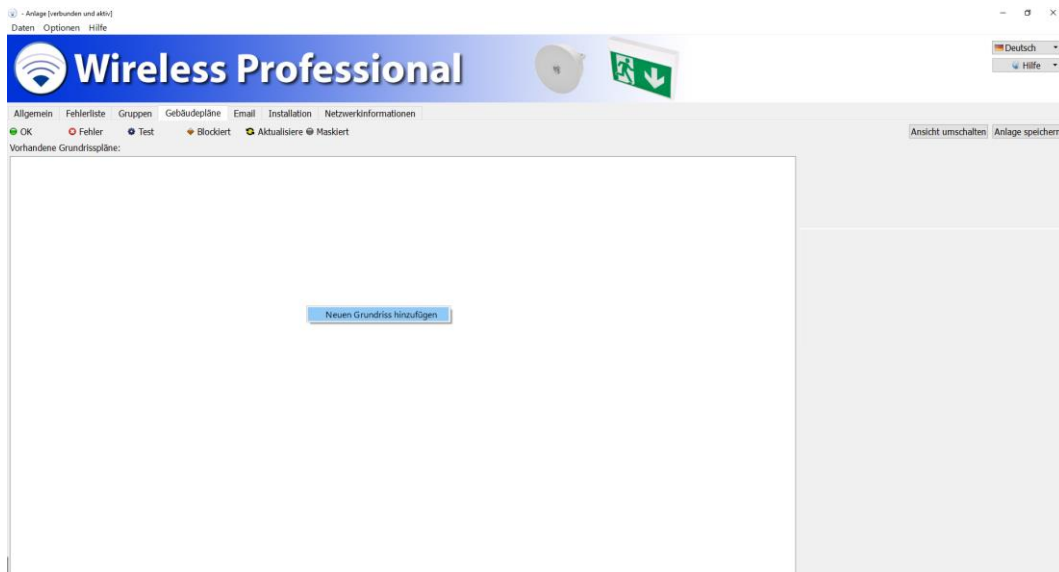 - Anlage [verbunden und aktiv]
Daten Optionen Hilfe
Wireless Professional
Deutsch
Hilfe
Allgemein Fehlerliste Gruppen Gebäudepläne Email Installation Netzwerkinformationen
OK Fehler Test Blockiert Aktualisiere Maskiert Ansicht umschalten Anlage speichern
Vorhandene Grundrisspläne:
Neuen Grundriss hinzufügen